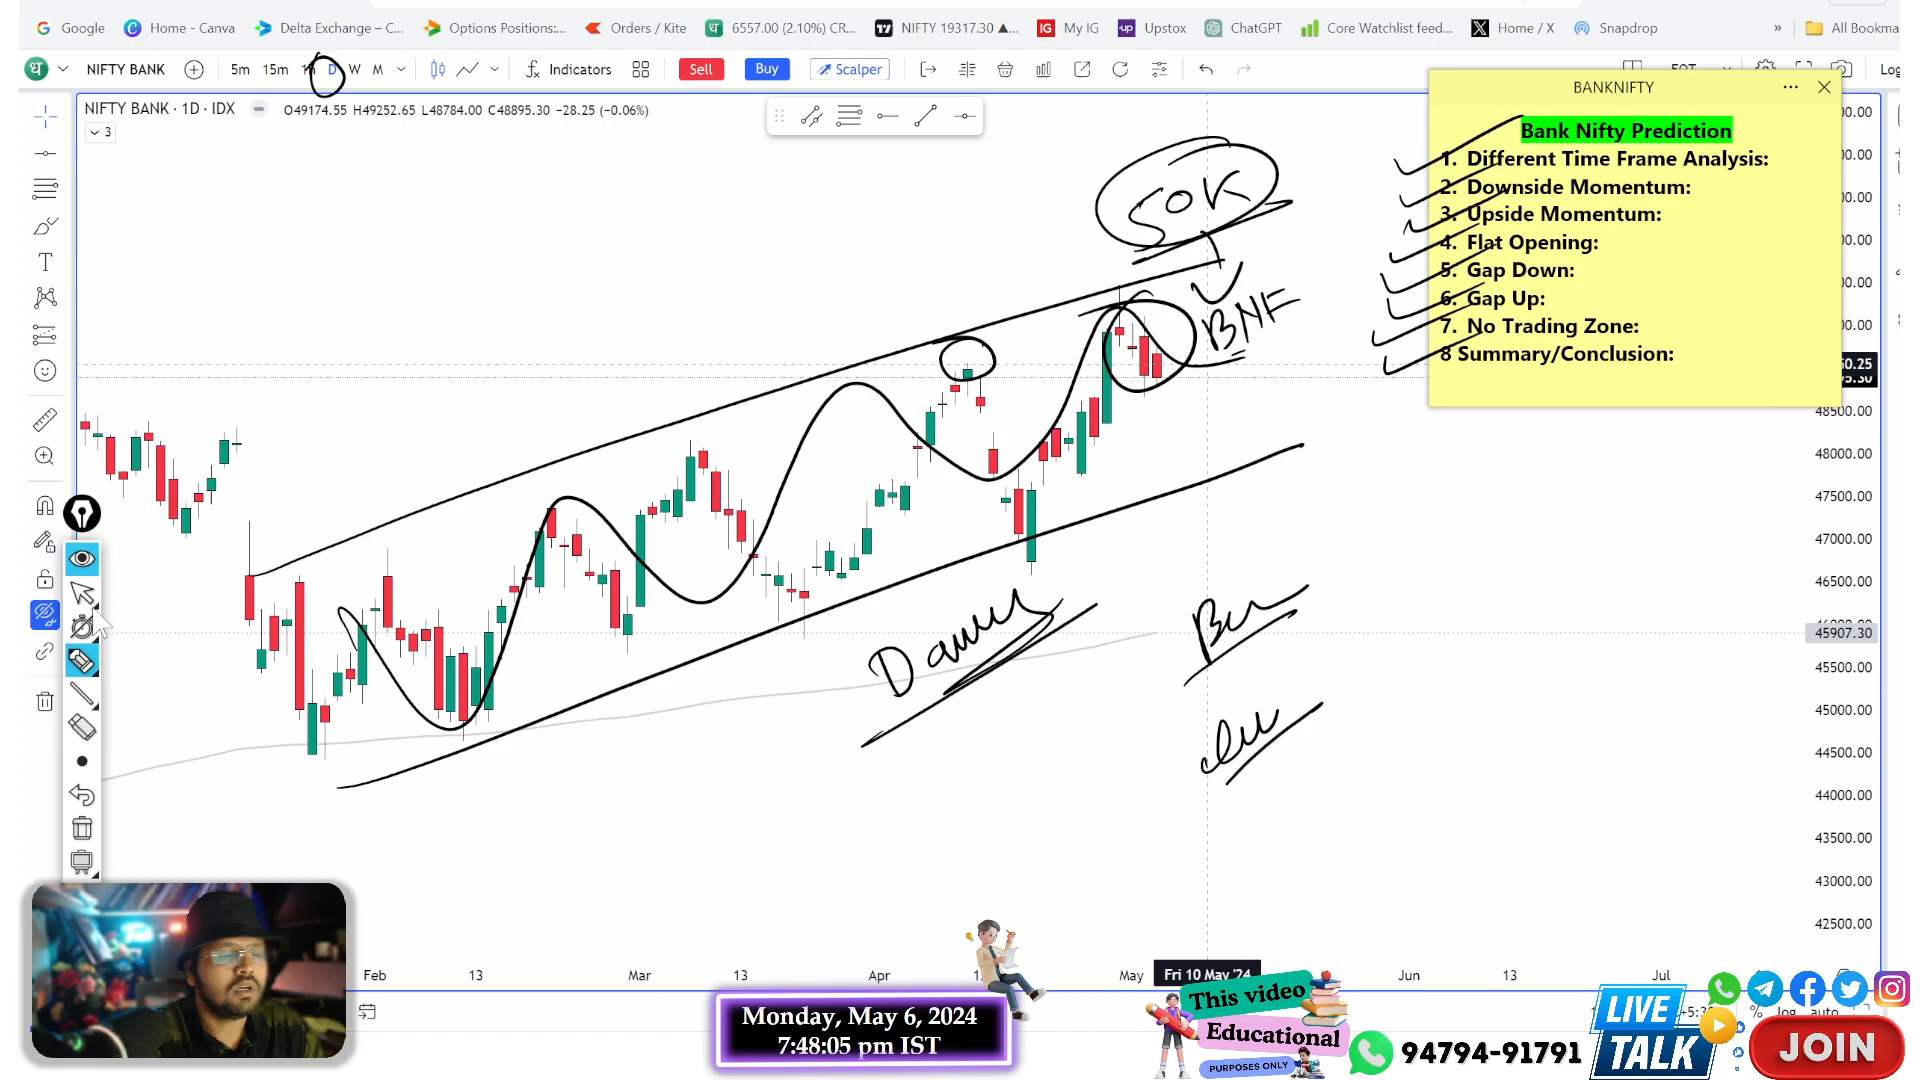 Google
Home - Canva
Delta Exchange – C...
Options Positions:...
Orders / Kite
6557.00 (2.10%) CR...
NIFTY 19317.30 ▲...
My IG
Upstox
ChatGPT
Core Watchlist feed...
Home / X
Snapdrop
»
All Bookma
NIFTY BANK
5m 15m 1h D W M
Indicators
Sell
Buy
Scalper
Log
NIFTY BANK · 1D · IDX O49174.55 H49252.65 L48784.00 C48895.30 −28.25 (−0.06%)
3
BANKNIFTY
Bank Nifty Prediction
1. Different Time Frame Analysis:
2. Downside Momentum:
3. Upside Momentum:
4. Flat Opening:
5. Gap Down:
6. Gap Up:
7. No Trading Zone:
8 Summary/Conclusion:
50K
BNF
48500.00
48000.00
47500.00
47000.00
46500.00
45907.30
45500.00
45000.00
44500.00
44000.00
43500.00
43000.00
42500.00
Feb 13 Mar 13 Apr May Fri 10 May '24 Jun 13 Jul
% log auto
Monday, May 6, 2024
7:48:05 pm IST
This video
Educational
PURPOSES ONLY
94794-91791
LIVE
TALK
JOIN